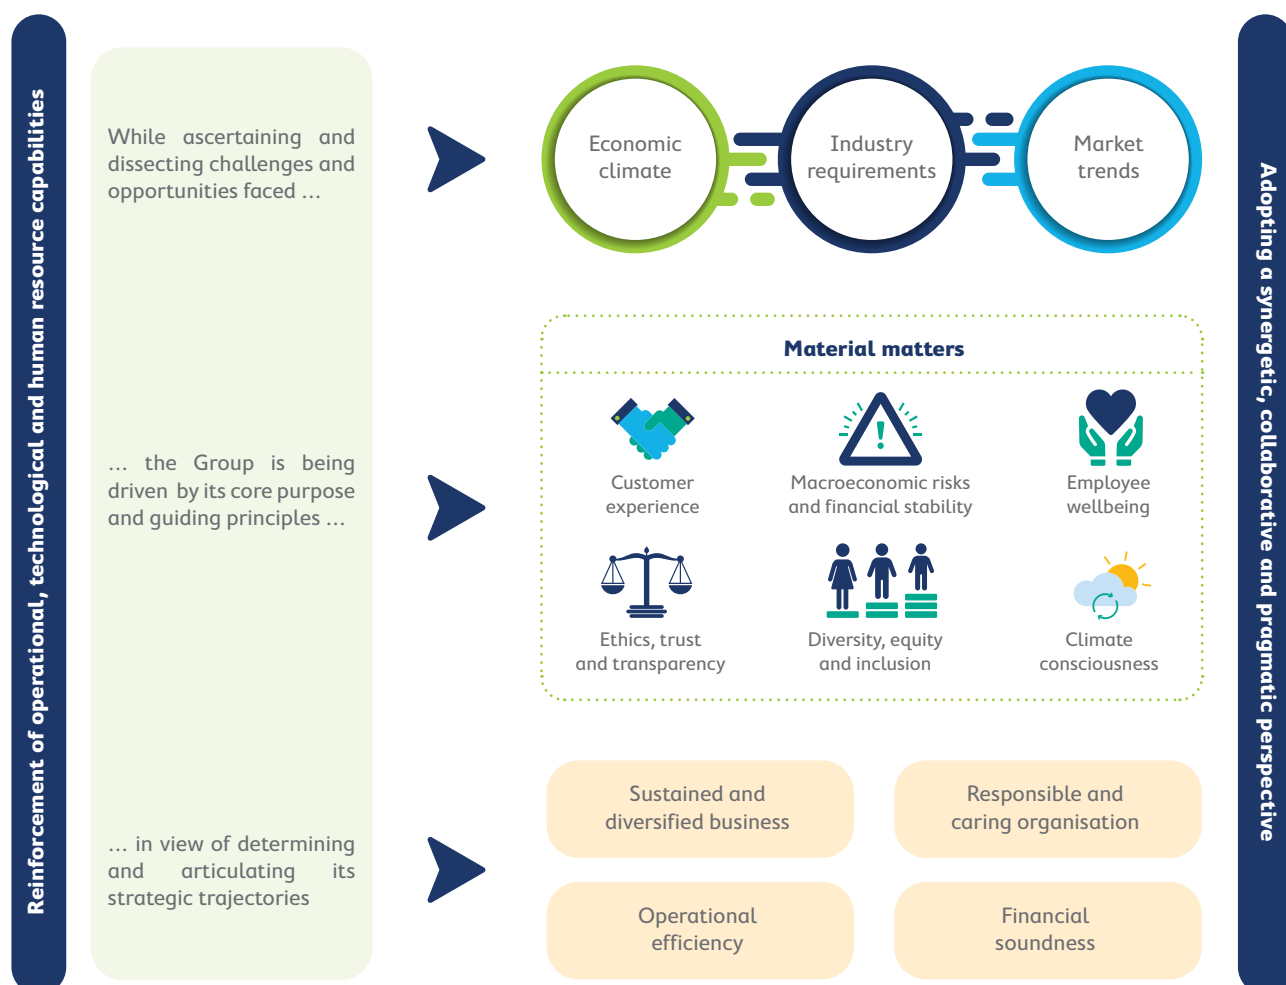 Reinforcement of operational, technological and human resource capabilities
While ascertaining and
dissecting challenges and
opportunities faced …
Economic
climate
Industry
requirements
Market
trends
… the Group is being
driven by its core purpose
and guiding principles …
Material matters
Customer
experience
Macroeconomic risks
and financial stability
Employee
wellbeing
Ethics, trust
and transparency
Diversity, equity
and inclusion
Climate
consciousness
… in view of determining
and articulating its
strategic trajectories
Sustained and
diversified business
Responsible and
caring organisation
Operational
efficiency
Financial
soundness
Adopting a synergetic, collaborative and pragmatic perspective